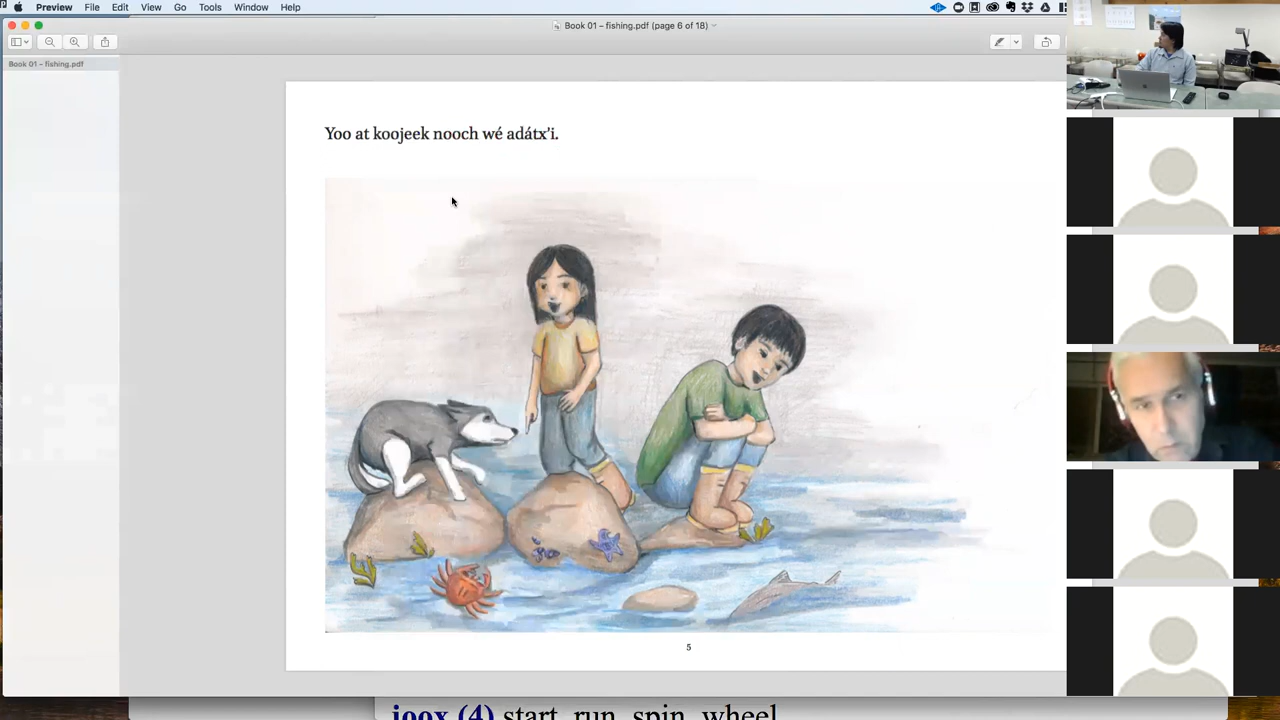 Preview File Edit View Go Tools Window Help
Book 01 – fishing.pdf (page 6 of 18)
Book 01 – fishing.pdf
Yoo at koojeek nooch wé adátx'i.
5
joox (4) start, run, spin, wheel